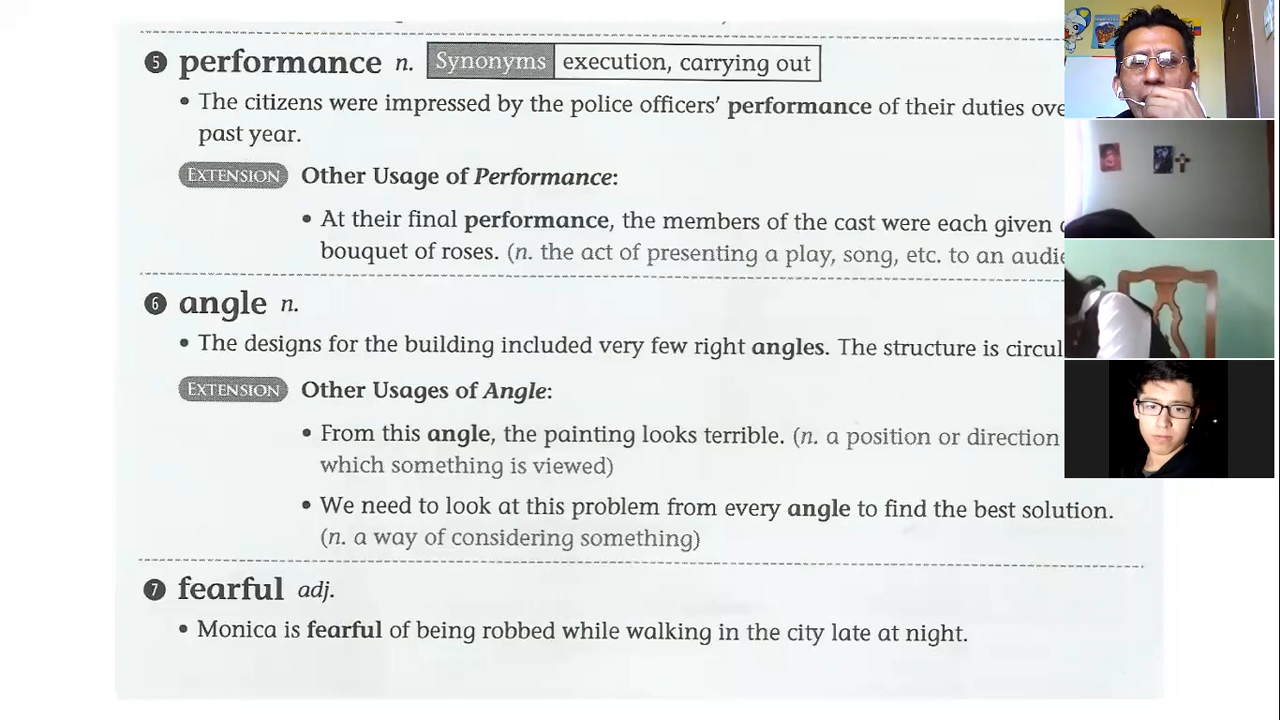 5 performance n. Synonyms execution, carrying out
• The citizens were impressed by the police officers' performance of their duties
past year.
EXTENSION Other Usage of Performance:
• At their final performance, the members of the cast were each given
bouquet of roses. (n. the act of presenting a play, song, etc. to an
6 angle n.
• The designs for the building included very few right angles. The structure is
EXTENSION Other Usages of Angle:
• From this angle, the painting looks terrible. (n. a position or direction
which something is viewed)
• We need to look at this problem from every angle to find the best solution.
(n. a way of considering something)
7 fearful adj.
• Monica is fearful of being robbed while walking in the city late at night.